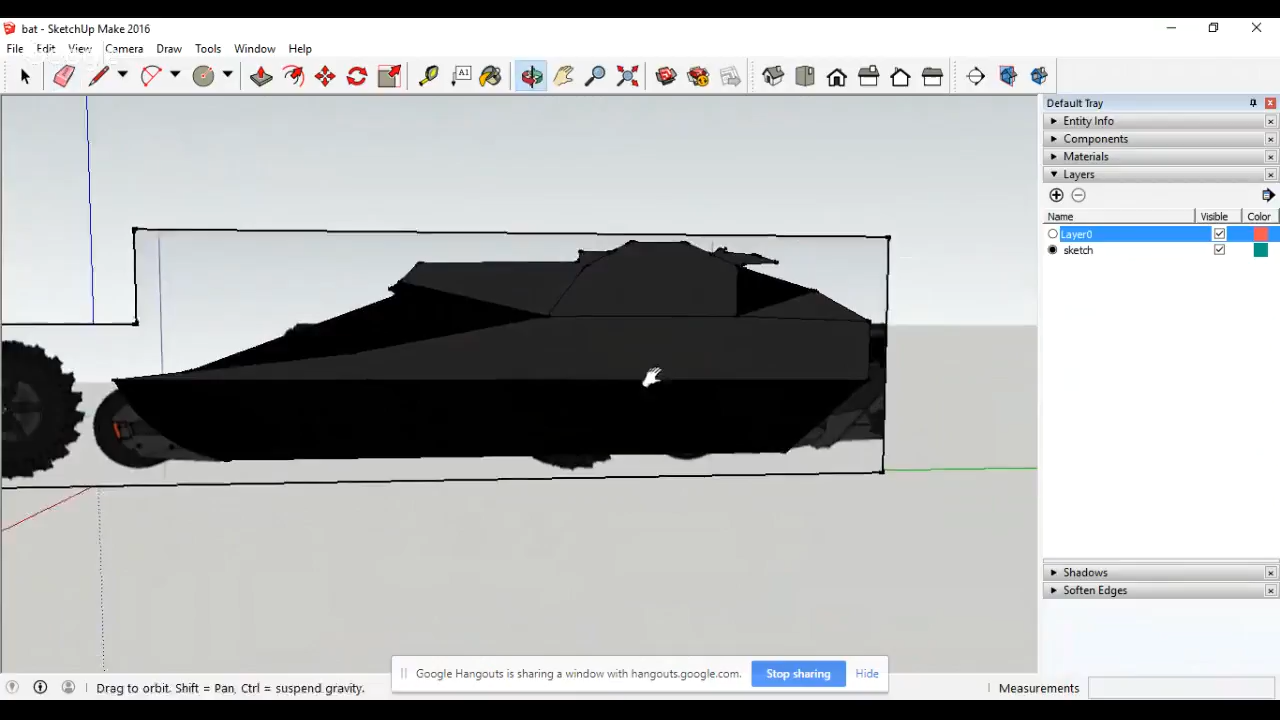 bat - SketchUp Make 2016
File Edit View Camera Draw Tools Window Help
A1
Default Tray
Entity Info
Components
Materials
Layers
Name Visible Color
Layer0
sketch
Shadows
Soften Edges
Google Hangouts is sharing a window with hangouts.google.com. Stop sharing Hide
Drag to orbit. Shift = Pan, Ctrl = suspend gravity. Measurements